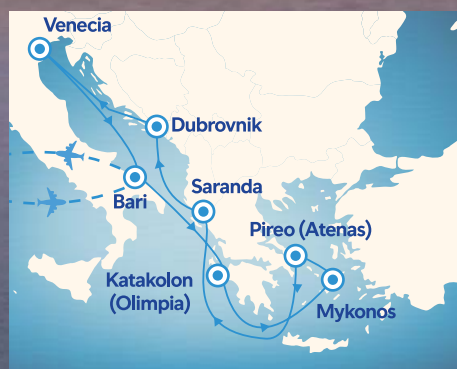 Venecia
Dubrovnik
Bari
Saranda
Pireo (Atenas)
Katakolon
(Olimpia)
Mykonos